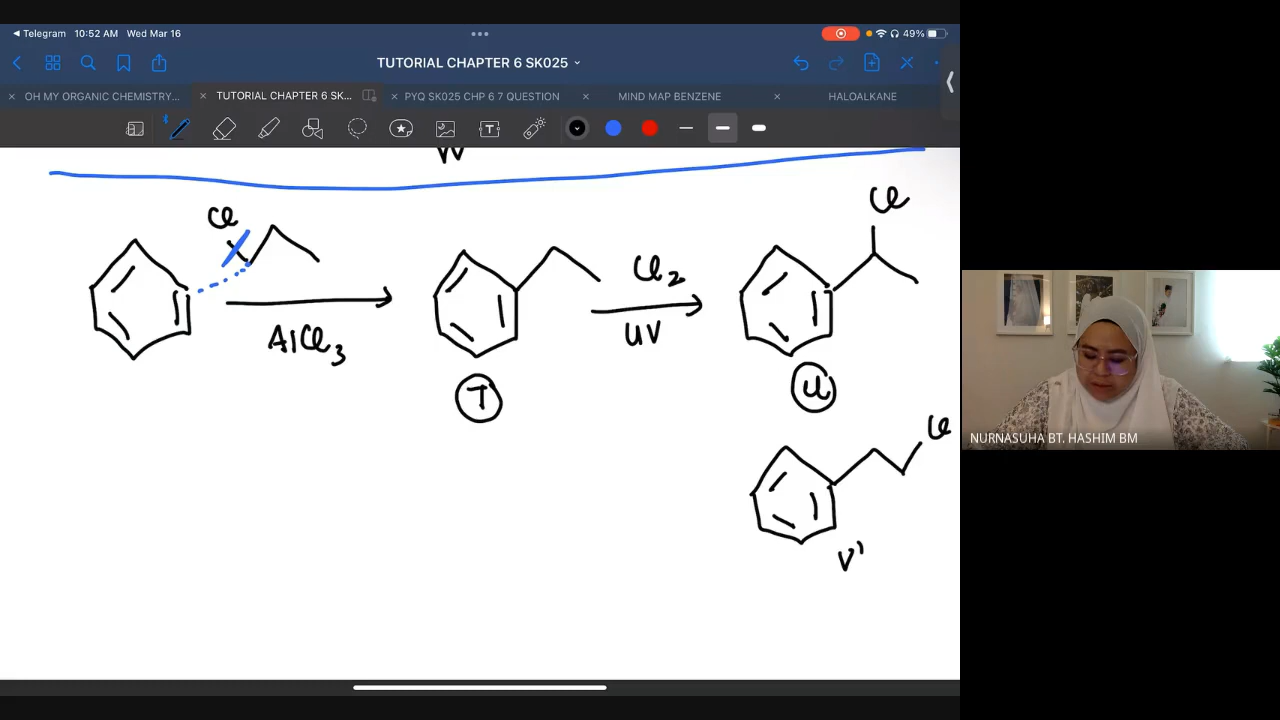 Telegram 10:52 AM Wed Mar 16
49%
TUTORIAL CHAPTER 6 SK025
OH MY ORGANIC CHEMISTRY...
TUTORIAL CHAPTER 6 SK...
PYQ SK025 CHP 6 7 QUESTION
MIND MAP BENZENE
HALOALKANE
W
Cl
AlCl3
T
Cl2
UV
Cl
U
Cl
V'
NURNASUHA BT. HASHIM BM